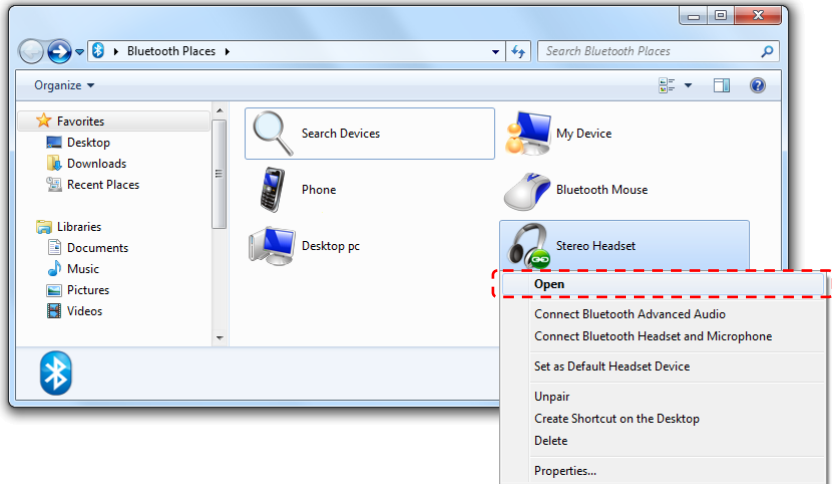 Bluetooth Places
Search Bluetooth Places
Organize
Favorites
Desktop
Downloads
Recent Places
Libraries
Documents
Music
Pictures
Videos
Search Devices
My Device
Phone
Bluetooth Mouse
Desktop pc
Stereo Headset
Open
Connect Bluetooth Advanced Audio
Connect Bluetooth Headset and Microphone
Set as Default Headset Device
Unpair
Create Shortcut on the Desktop
Delete
Properties...